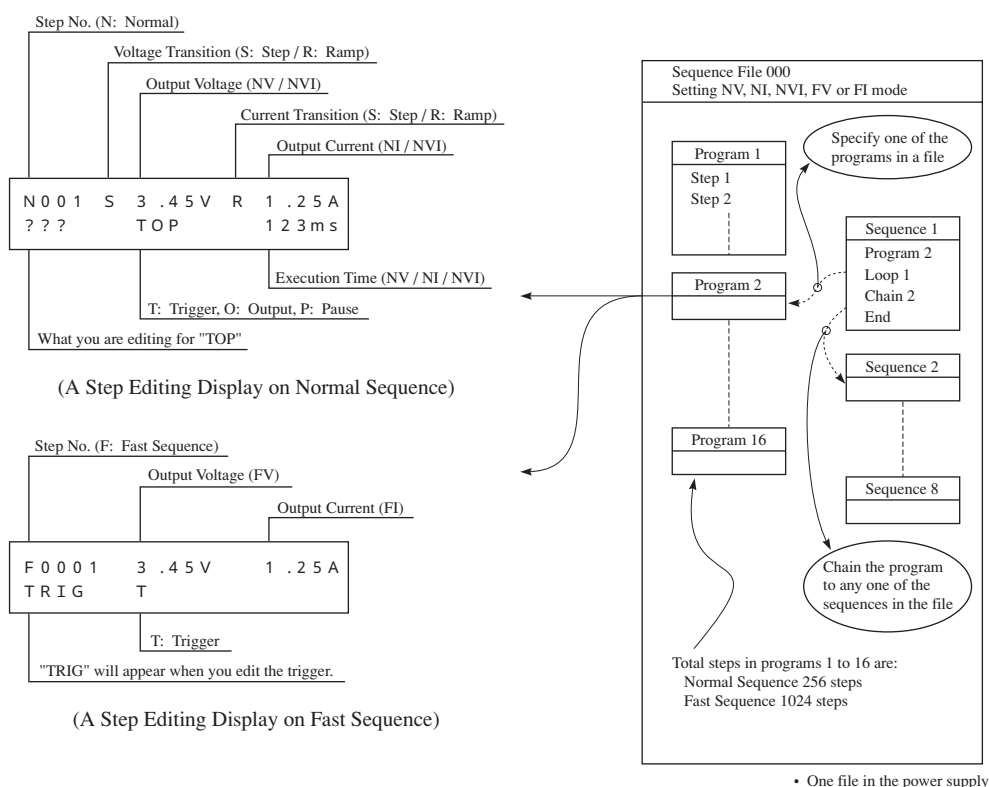 Step No. (N: Normal)
Voltage Transition (S: Step / R: Ramp)
Output Voltage (NV / NVI)
Current Transition (S: Step / R: Ramp)
Output Current (NI / NVI)
N001 S 3.45V R 1.25A
??? TOP 123ms
Execution Time (NV / NI / NVI)
T: Trigger, O: Output, P: Pause
What you are editing for "TOP"
(A Step Editing Display on Normal Sequence)
Step No. (F: Fast Sequence)
Output Voltage (FV)
Output Current (FI)
F0001 3.45V 1.25A
TRIG T
T: Trigger
"TRIG" will appear when you edit the trigger.
(A Step Editing Display on Fast Sequence)
Sequence File 000
Setting NV, NI, NVI, FV or FI mode
Specify one of the
programs in a file
Program 1
Step 1
Step 2
Program 2
Program 16
Sequence 1
Program 2
Loop 1
Chain 2
End
Sequence 2
Sequence 8
Chain the program
to any one of the
sequences in the file
Total steps in programs 1 to 16 are:
Normal Sequence 256 steps
Fast Sequence 1024 steps
• One file in the power supply